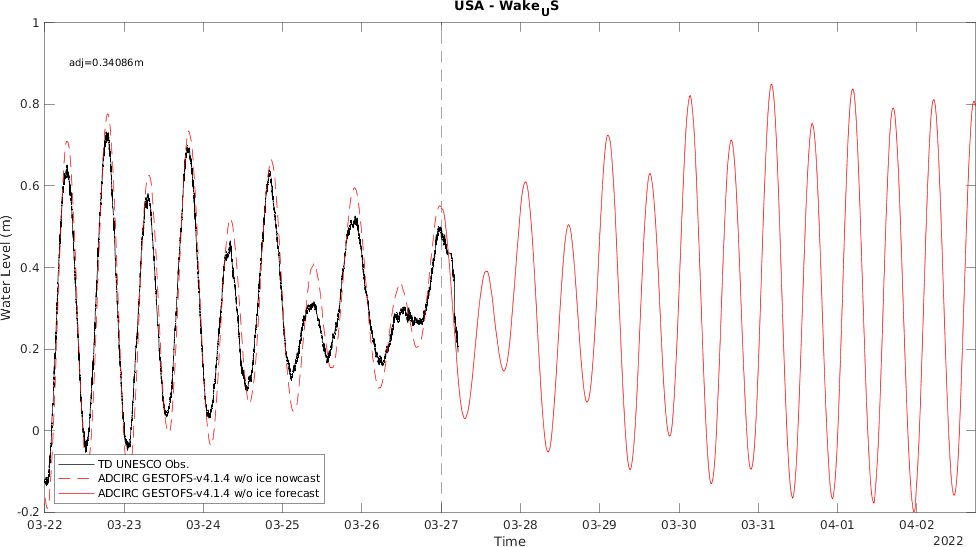 USA - WakeUS
1
adj=0.34086m
0.8
0.6
0.4
0.2
0
-0.2
Water Level (m)
TD UNESCO Obs.
ADCIRC GESTOFS-v4.1.4 w/o ice nowcast
ADCIRC GESTOFS-v4.1.4 w/o ice forecast
03-22 03-23 03-24 03-25 03-26 03-27 03-28 03-29 03-30 03-31 04-01 04-02
Time
2022